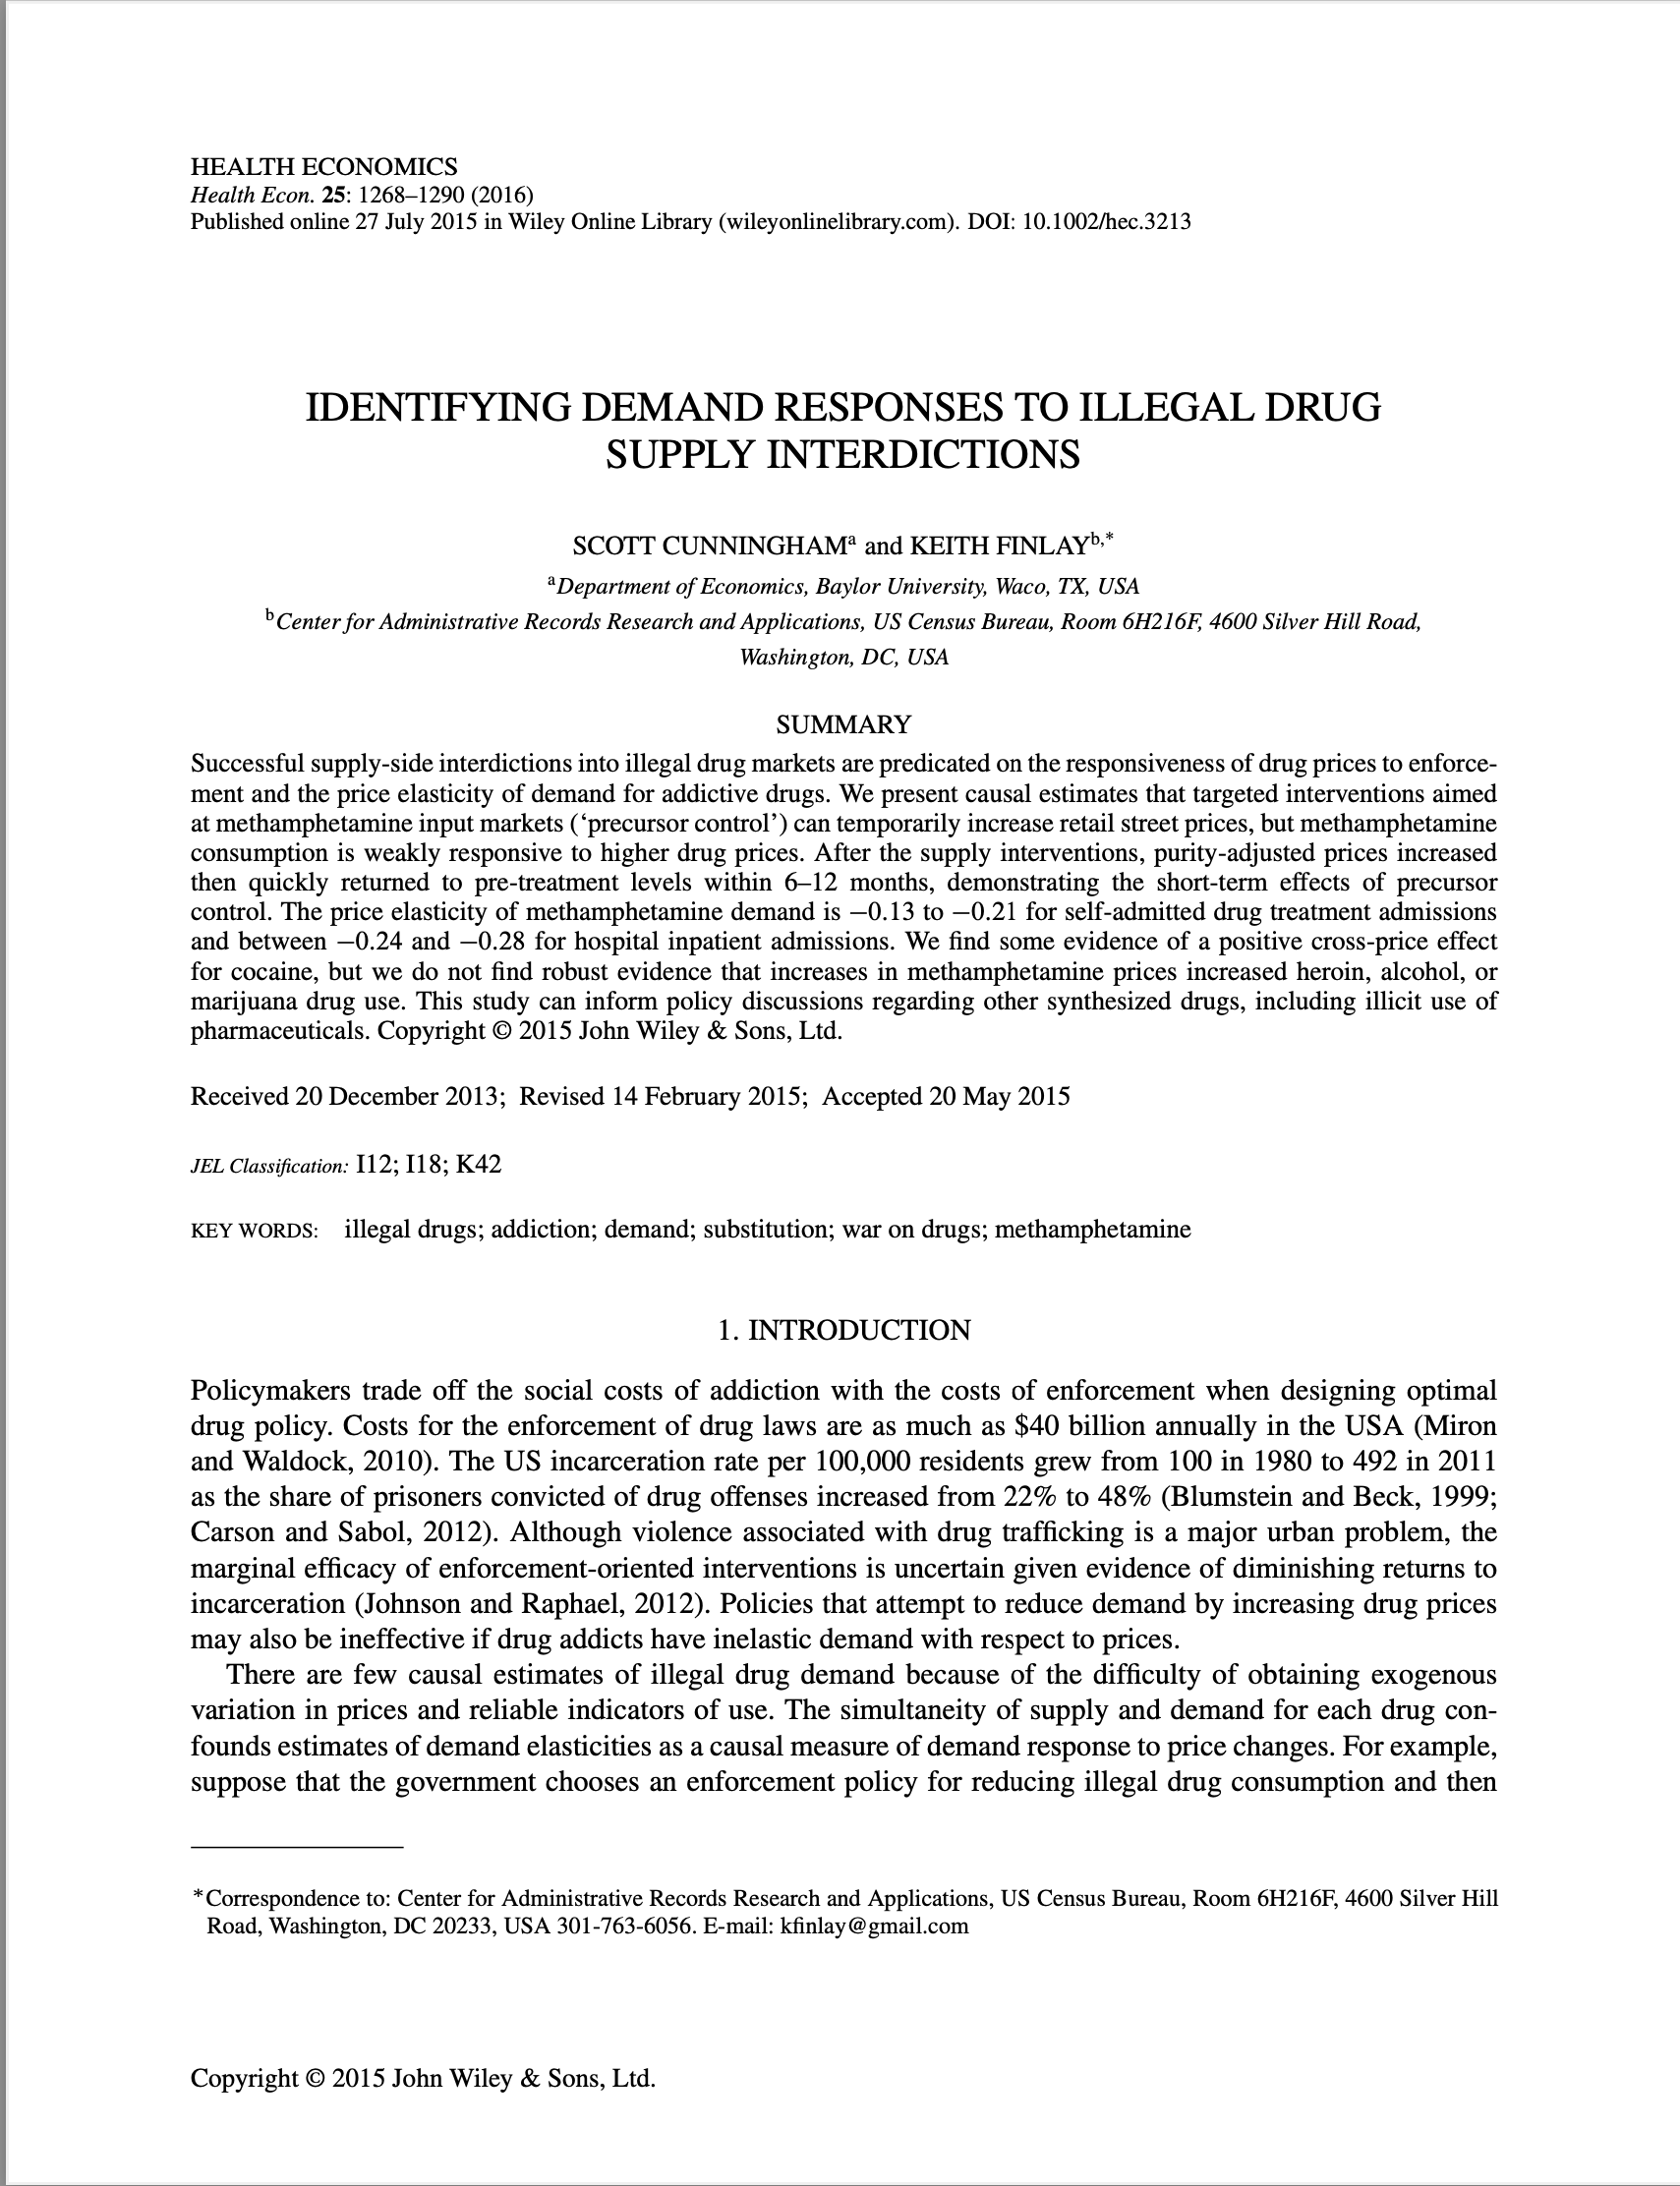 HEALTH ECONOMICS
Health Econ. 25: 1268–1290 (2016)
Published online 27 July 2015 in Wiley Online Library (wileyonlinelibrary.com). DOI: 10.1002/hec.3213
IDENTIFYING DEMAND RESPONSES TO ILLEGAL DRUG
SUPPLY INTERDICTIONS
SCOTT CUNNINGHAMa and KEITH FINLAYb,*
aDepartment of Economics, Baylor University, Waco, TX, USA
bCenter for Administrative Records Research and Applications, US Census Bureau, Room 6H216F, 4600 Silver Hill Road,
Washington, DC, USA
SUMMARY
Successful supply-side interdictions into illegal drug markets are predicated on the responsiveness of drug prices to enforce-
ment and the price elasticity of demand for addictive drugs. We present causal estimates that targeted interventions aimed
at methamphetamine input markets (‘precursor control’) can temporarily increase retail street prices, but methamphetamine
consumption is weakly responsive to higher drug prices. After the supply interventions, purity-adjusted prices increased
then quickly returned to pre-treatment levels within 6–12 months, demonstrating the short-term effects of precursor
control. The price elasticity of methamphetamine demand is −0.13 to −0.21 for self-admitted drug treatment admissions
and between −0.24 and −0.28 for hospital inpatient admissions. We find some evidence of a positive cross-price effect
for cocaine, but we do not find robust evidence that increases in methamphetamine prices increased heroin, alcohol, or
marijuana drug use. This study can inform policy discussions regarding other synthesized drugs, including illicit use of
pharmaceuticals. Copyright © 2015 John Wiley & Sons, Ltd.
Received 20 December 2013; Revised 14 February 2015; Accepted 20 May 2015
JEL Classification: I12; I18; K42
KEY WORDS: illegal drugs; addiction; demand; substitution; war on drugs; methamphetamine
1. INTRODUCTION
Policymakers trade off the social costs of addiction with the costs of enforcement when designing optimal
drug policy. Costs for the enforcement of drug laws are as much as $40 billion annually in the USA (Miron
and Waldock, 2010). The US incarceration rate per 100,000 residents grew from 100 in 1980 to 492 in 2011
as the share of prisoners convicted of drug offenses increased from 22% to 48% (Blumstein and Beck, 1999;
Carson and Sabol, 2012). Although violence associated with drug trafficking is a major urban problem, the
marginal efficacy of enforcement-oriented interventions is uncertain given evidence of diminishing returns to
incarceration (Johnson and Raphael, 2012). Policies that attempt to reduce demand by increasing drug prices
may also be ineffective if drug addicts have inelastic demand with respect to prices.
There are few causal estimates of illegal drug demand because of the difficulty of obtaining exogenous
variation in prices and reliable indicators of use. The simultaneity of supply and demand for each drug con-
founds estimates of demand elasticities as a causal measure of demand response to price changes. For example,
suppose that the government chooses an enforcement policy for reducing illegal drug consumption and then
*Correspondence to: Center for Administrative Records Research and Applications, US Census Bureau, Room 6H216F, 4600 Silver Hill
Road, Washington, DC 20233, USA 301-763-6056. E-mail: kfinlay@gmail.com
Copyright © 2015 John Wiley & Sons, Ltd.